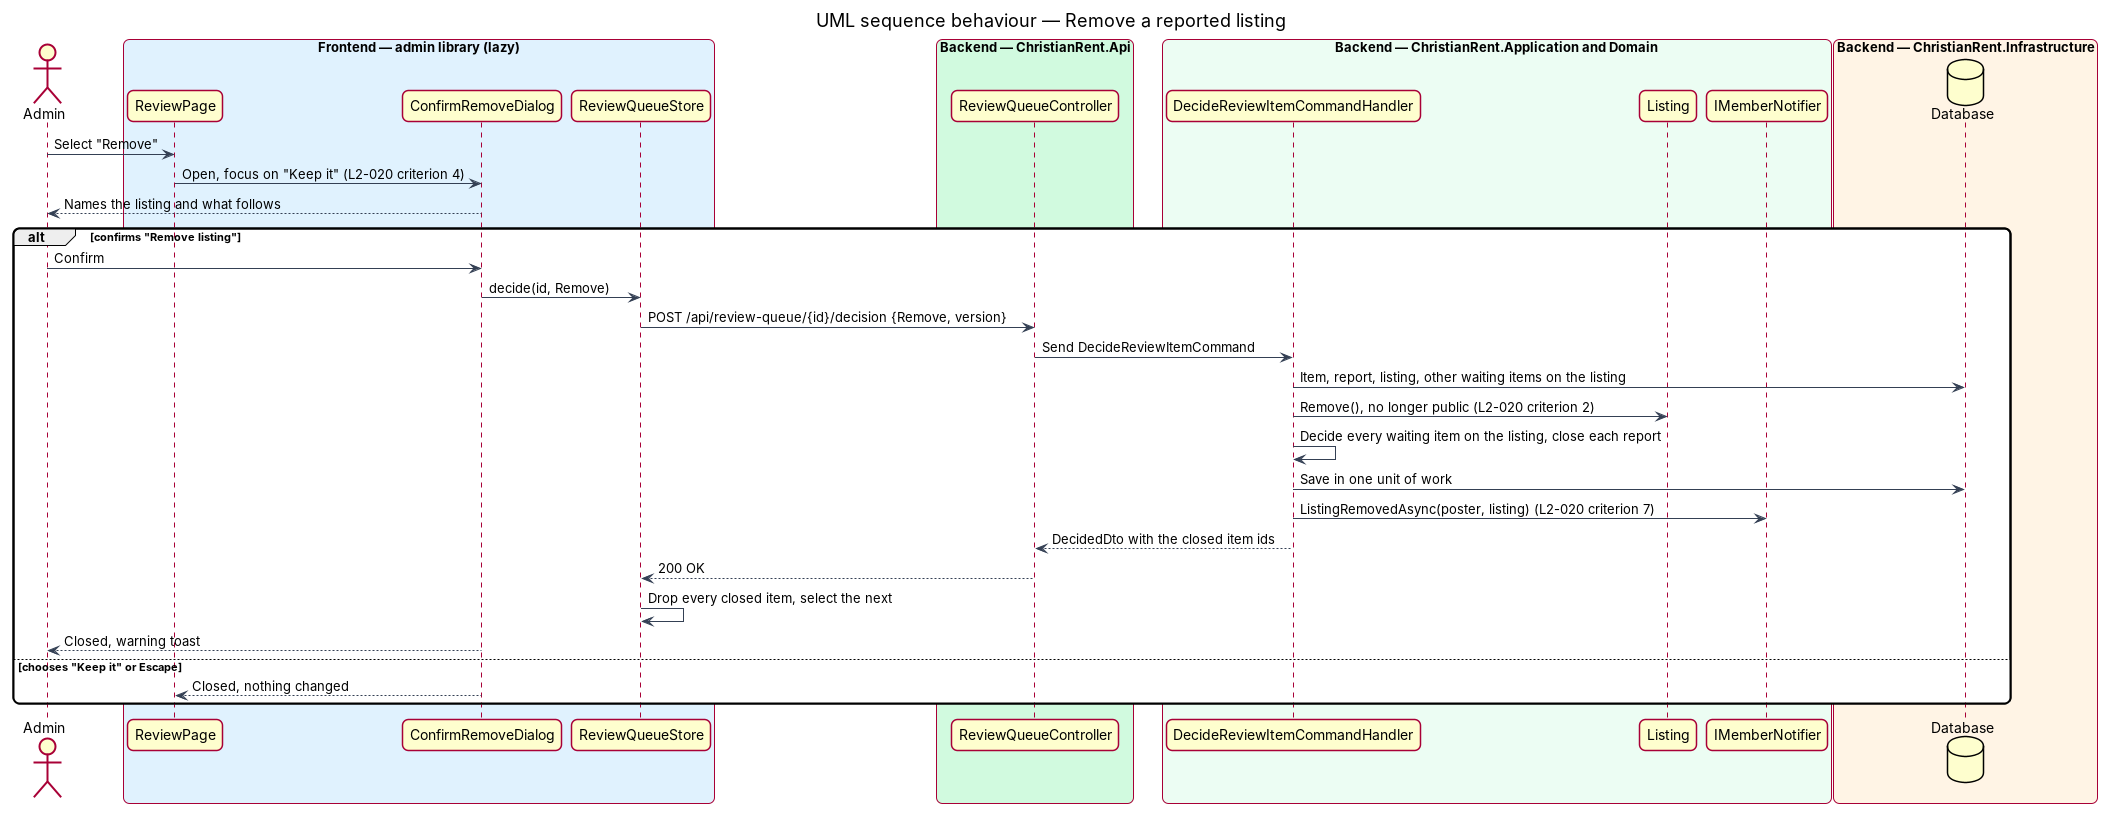 UML sequence behaviour — Remove a reported listing
Frontend — admin library (lazy)
Backend — ChristianRent.Api
Backend — ChristianRent.Application and Domain
Backend — ChristianRent.Infrastructure
Admin
ReviewPage
ConfirmRemoveDialog
ReviewQueueStore
ReviewQueueController
DecideReviewItemCommandHandler
Listing
IMemberNotifier
Database
Select "Remove"
Open, focus on "Keep it" (L2-020 criterion 4)
Names the listing and what follows
alt
[confirms "Remove listing"]
Confirm
decide(id, Remove)
POST /api/review-queue/{id}/decision {Remove, version}
Send DecideReviewItemCommand
Item, report, listing, other waiting items on the listing
Remove(), no longer public (L2-020 criterion 2)
Decide every waiting item on the listing, close each report
Save in one unit of work
ListingRemovedAsync(poster, listing) (L2-020 criterion 7)
DecidedDto with the closed item ids
200 OK
Drop every closed item, select the next
Closed, warning toast
[chooses "Keep it" or Escape]
Closed, nothing changed
Admin
ReviewPage
ConfirmRemoveDialog
ReviewQueueStore
ReviewQueueController
DecideReviewItemCommandHandler
Listing
IMemberNotifier
Database